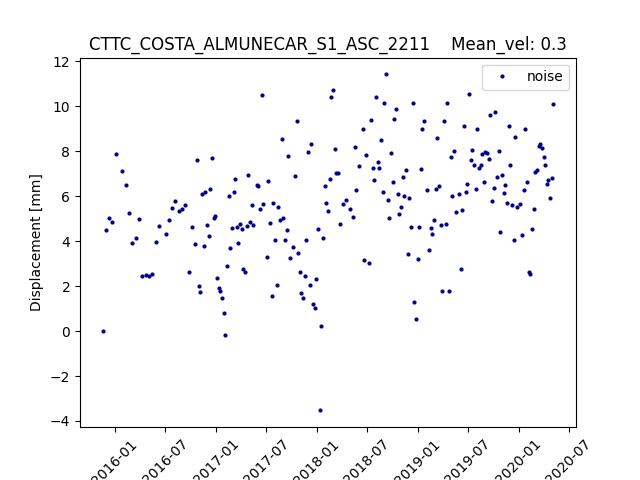 CTTC_COSTA_ALMUNECAR_S1_ASC_2211 Mean_vel: 0.3
noise
Displacement [mm]
12
10
8
6
4
2
0
−2
−4
2016-01 2016-07 2017-01 2017-07 2018-01 2018-07 2019-01 2019-07 2020-01 2020-07